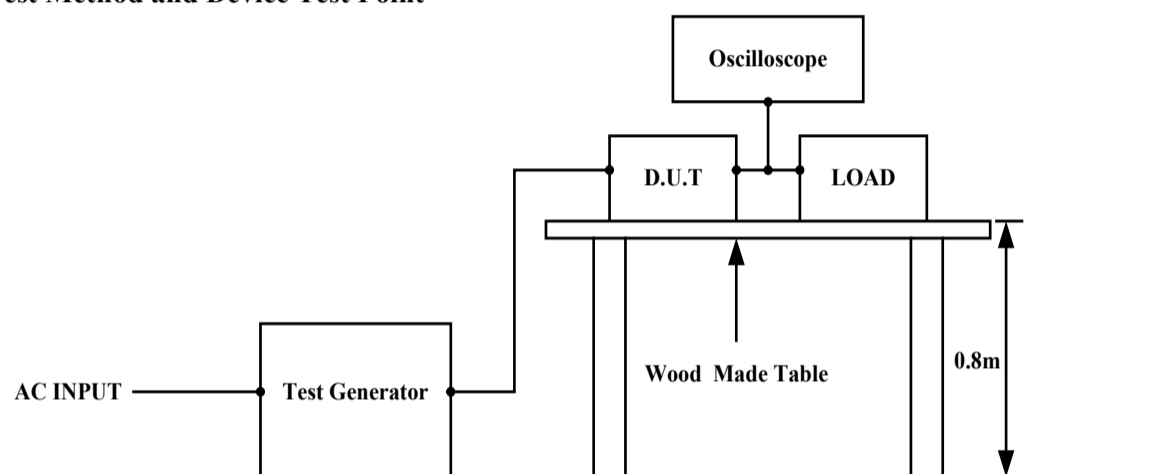 est Method and Device Test Point
Oscilloscope
D.U.T
LOAD
Wood Made Table
0.8m
AC INPUT
Test Generator